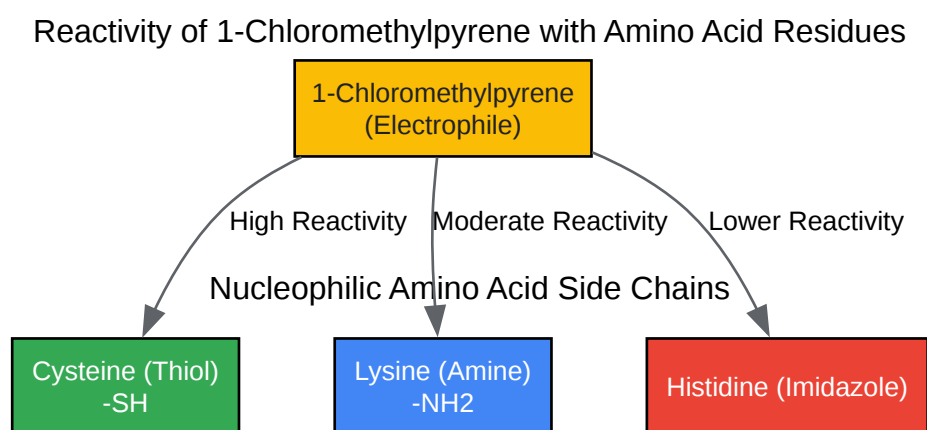 Reactivity of 1-Chloromethylpyrene with Amino Acid Residues
1-Chloromethylpyrene
(Electrophile)
High Reactivity
Moderate Reactivity
Lower Reactivity
Nucleophilic Amino Acid Side Chains
Cysteine (Thiol)
-SH
Lysine (Amine)
-NH2
Histidine (Imidazole)